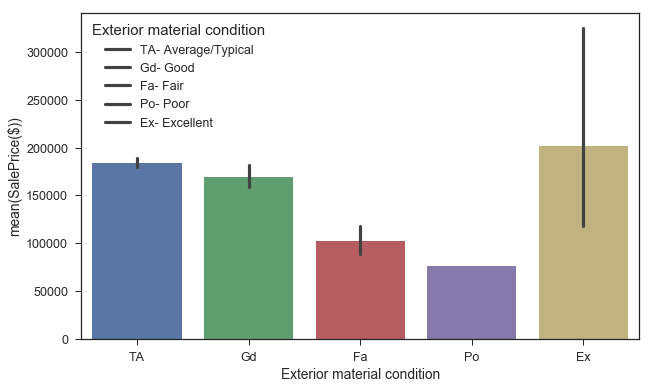 Exterior material condition
TA- Average/Typical
Gd- Good
Fa- Fair
Po- Poor
Ex- Excellent
300000
250000
200000
150000
100000
50000
0
mean(SalePrice($))
TA Gd Fa Po Ex
Exterior material condition